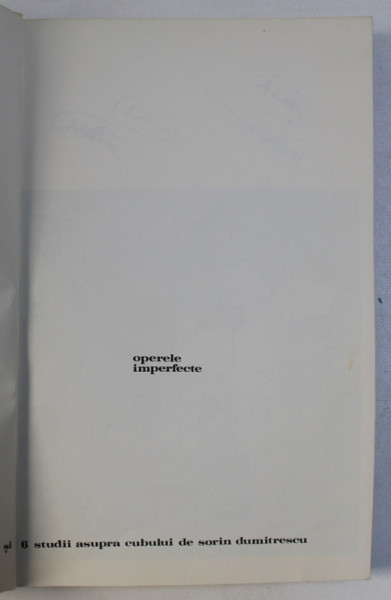 operele
imperfecte
și 6 studii asupra cubului de sorin dumitrescu